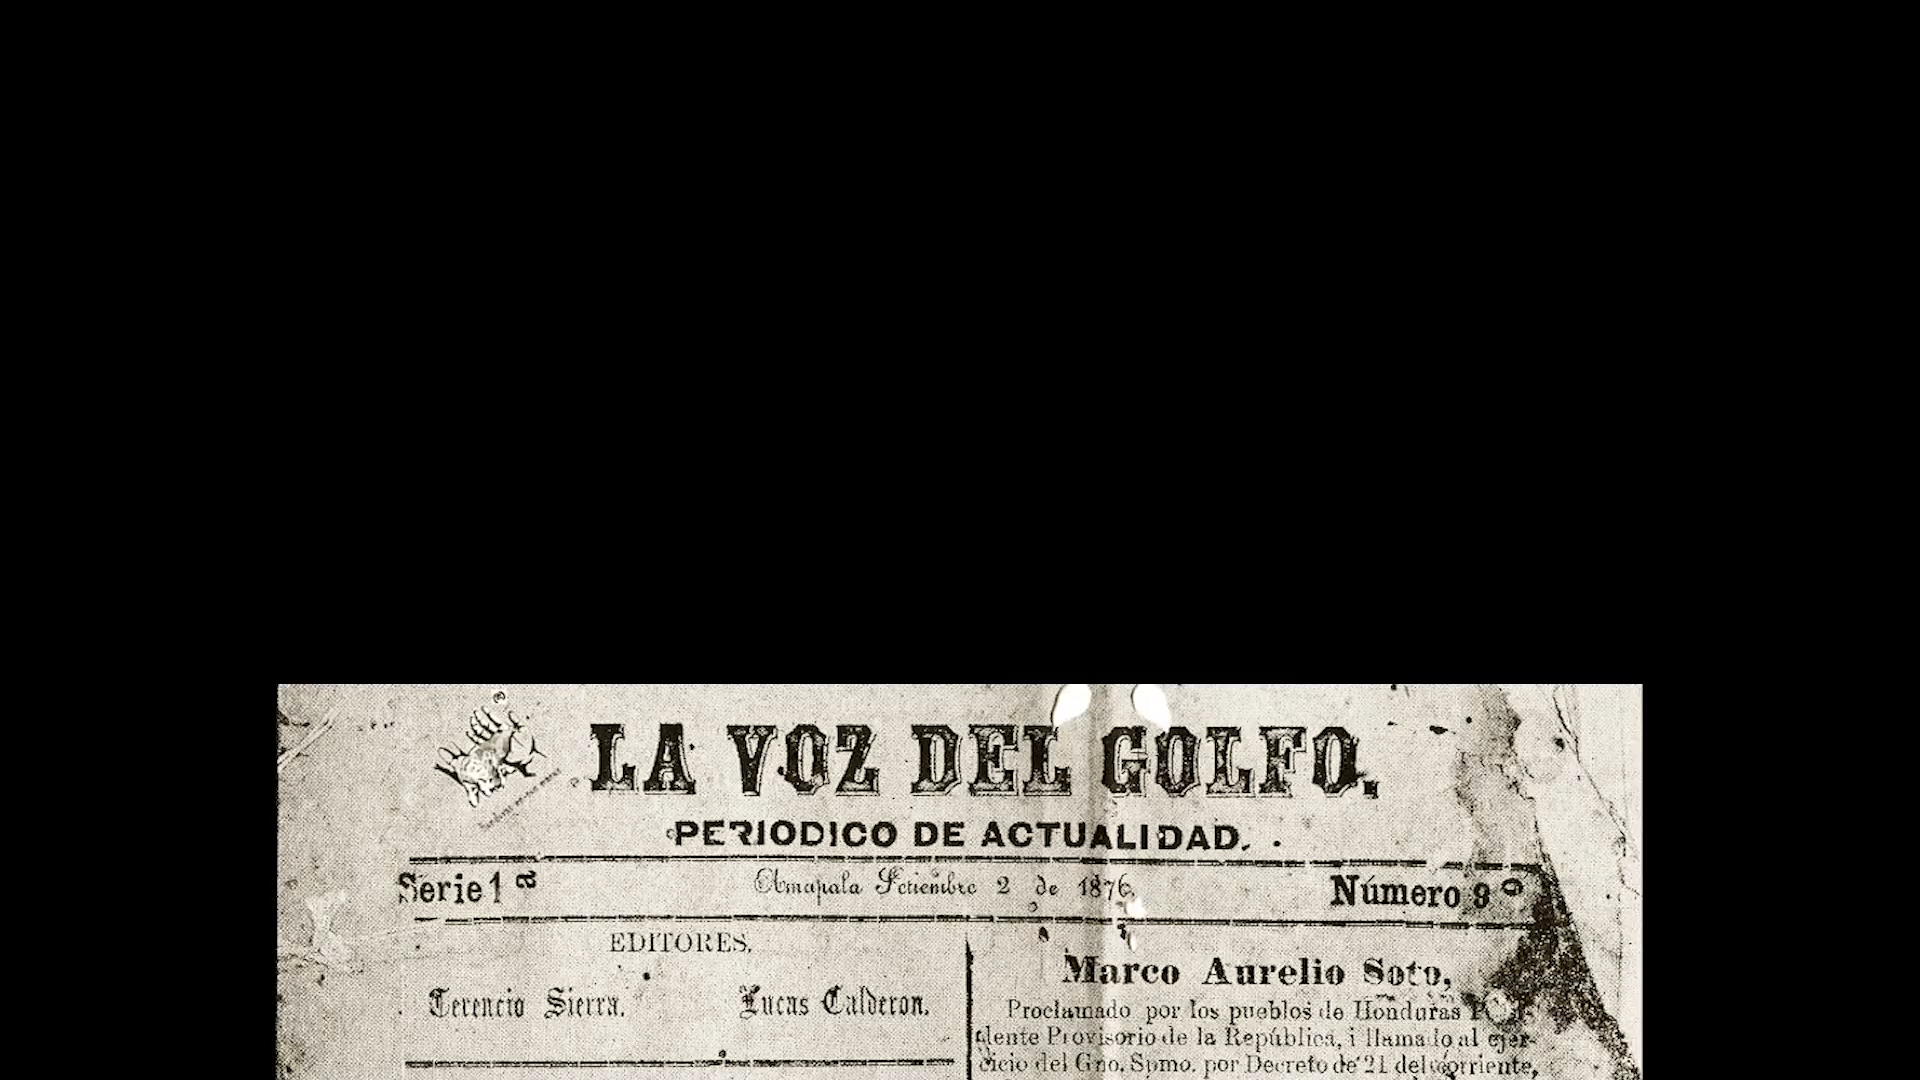 LA VOZ DEL GOLFO.
PERIODICO DE ACTUALIDAD.
Serie 1ª
Amapala Setiembre 2 de 1876.
Número 9º
EDITORES.
Terencio Sierra. Lucas Calderon.
Marco Aurelio Soto,
Proclamado por los pueblos de Honduras
dente Provisorio de la República, i llamado al ejer-
cicio del Gno. Spmo. por Decreto de 21 del corriente,